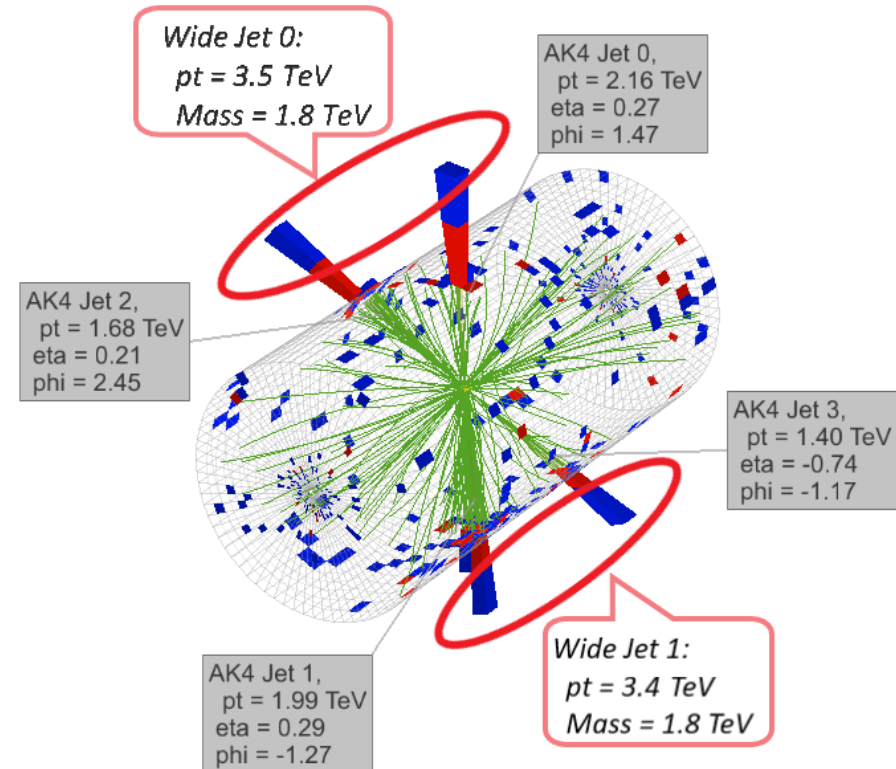 Wide Jet 0:
pt = 3.5 TeV
Mass = 1.8 TeV
AK4 Jet 0,
pt = 2.16 TeV
eta = 0.27
phi = 1.47
AK4 Jet 2,
pt = 1.68 TeV
eta = 0.21
phi = 2.45
AK4 Jet 3,
pt = 1.40 TeV
eta = -0.74
phi = -1.17
Wide Jet 1:
pt = 3.4 TeV
Mass = 1.8 TeV
AK4 Jet 1,
pt = 1.99 TeV
eta = 0.29
phi = -1.27